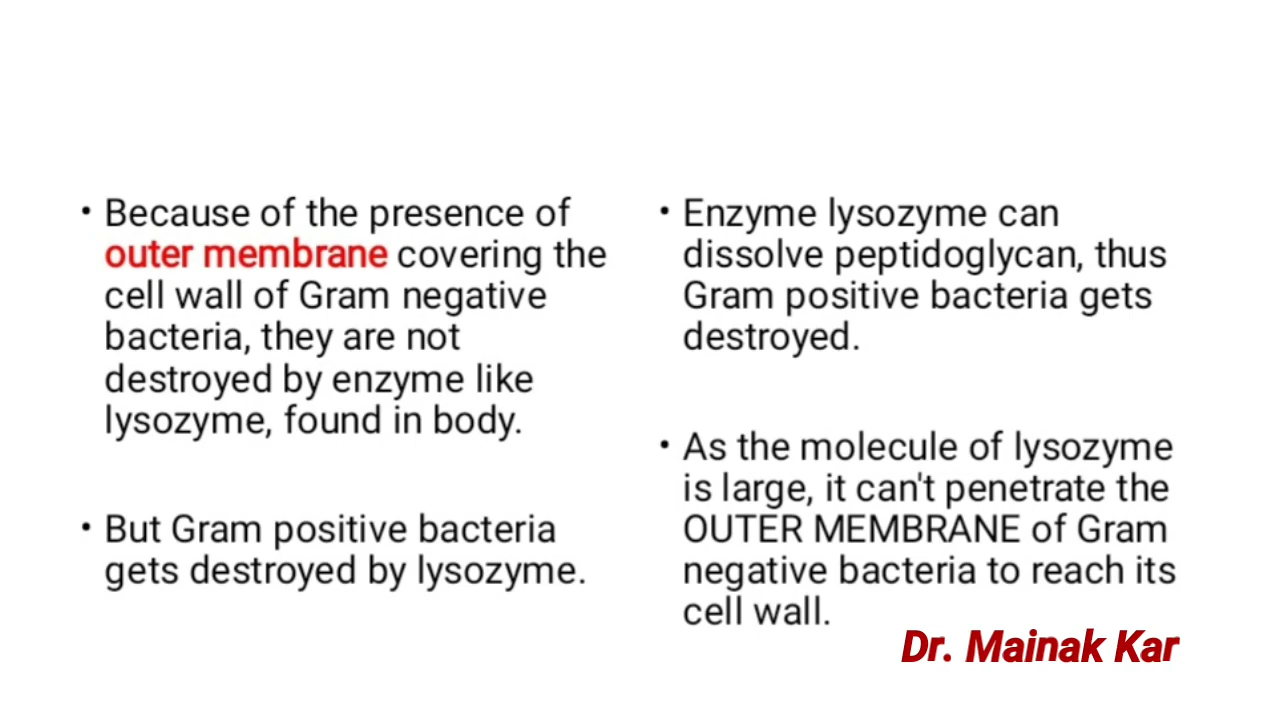 • Because of the presence of
outer membrane covering the
cell wall of Gram negative
bacteria, they are not
destroyed by enzyme like
lysozyme, found in body.
• But Gram positive bacteria
gets destroyed by lysozyme.
• Enzyme lysozyme can
dissolve peptidoglycan, thus
Gram positive bacteria gets
destroyed.
• As the molecule of lysozyme
is large, it can't penetrate the
OUTER MEMBRANE of Gram
negative bacteria to reach its
cell wall.
Dr. Mainak Kar